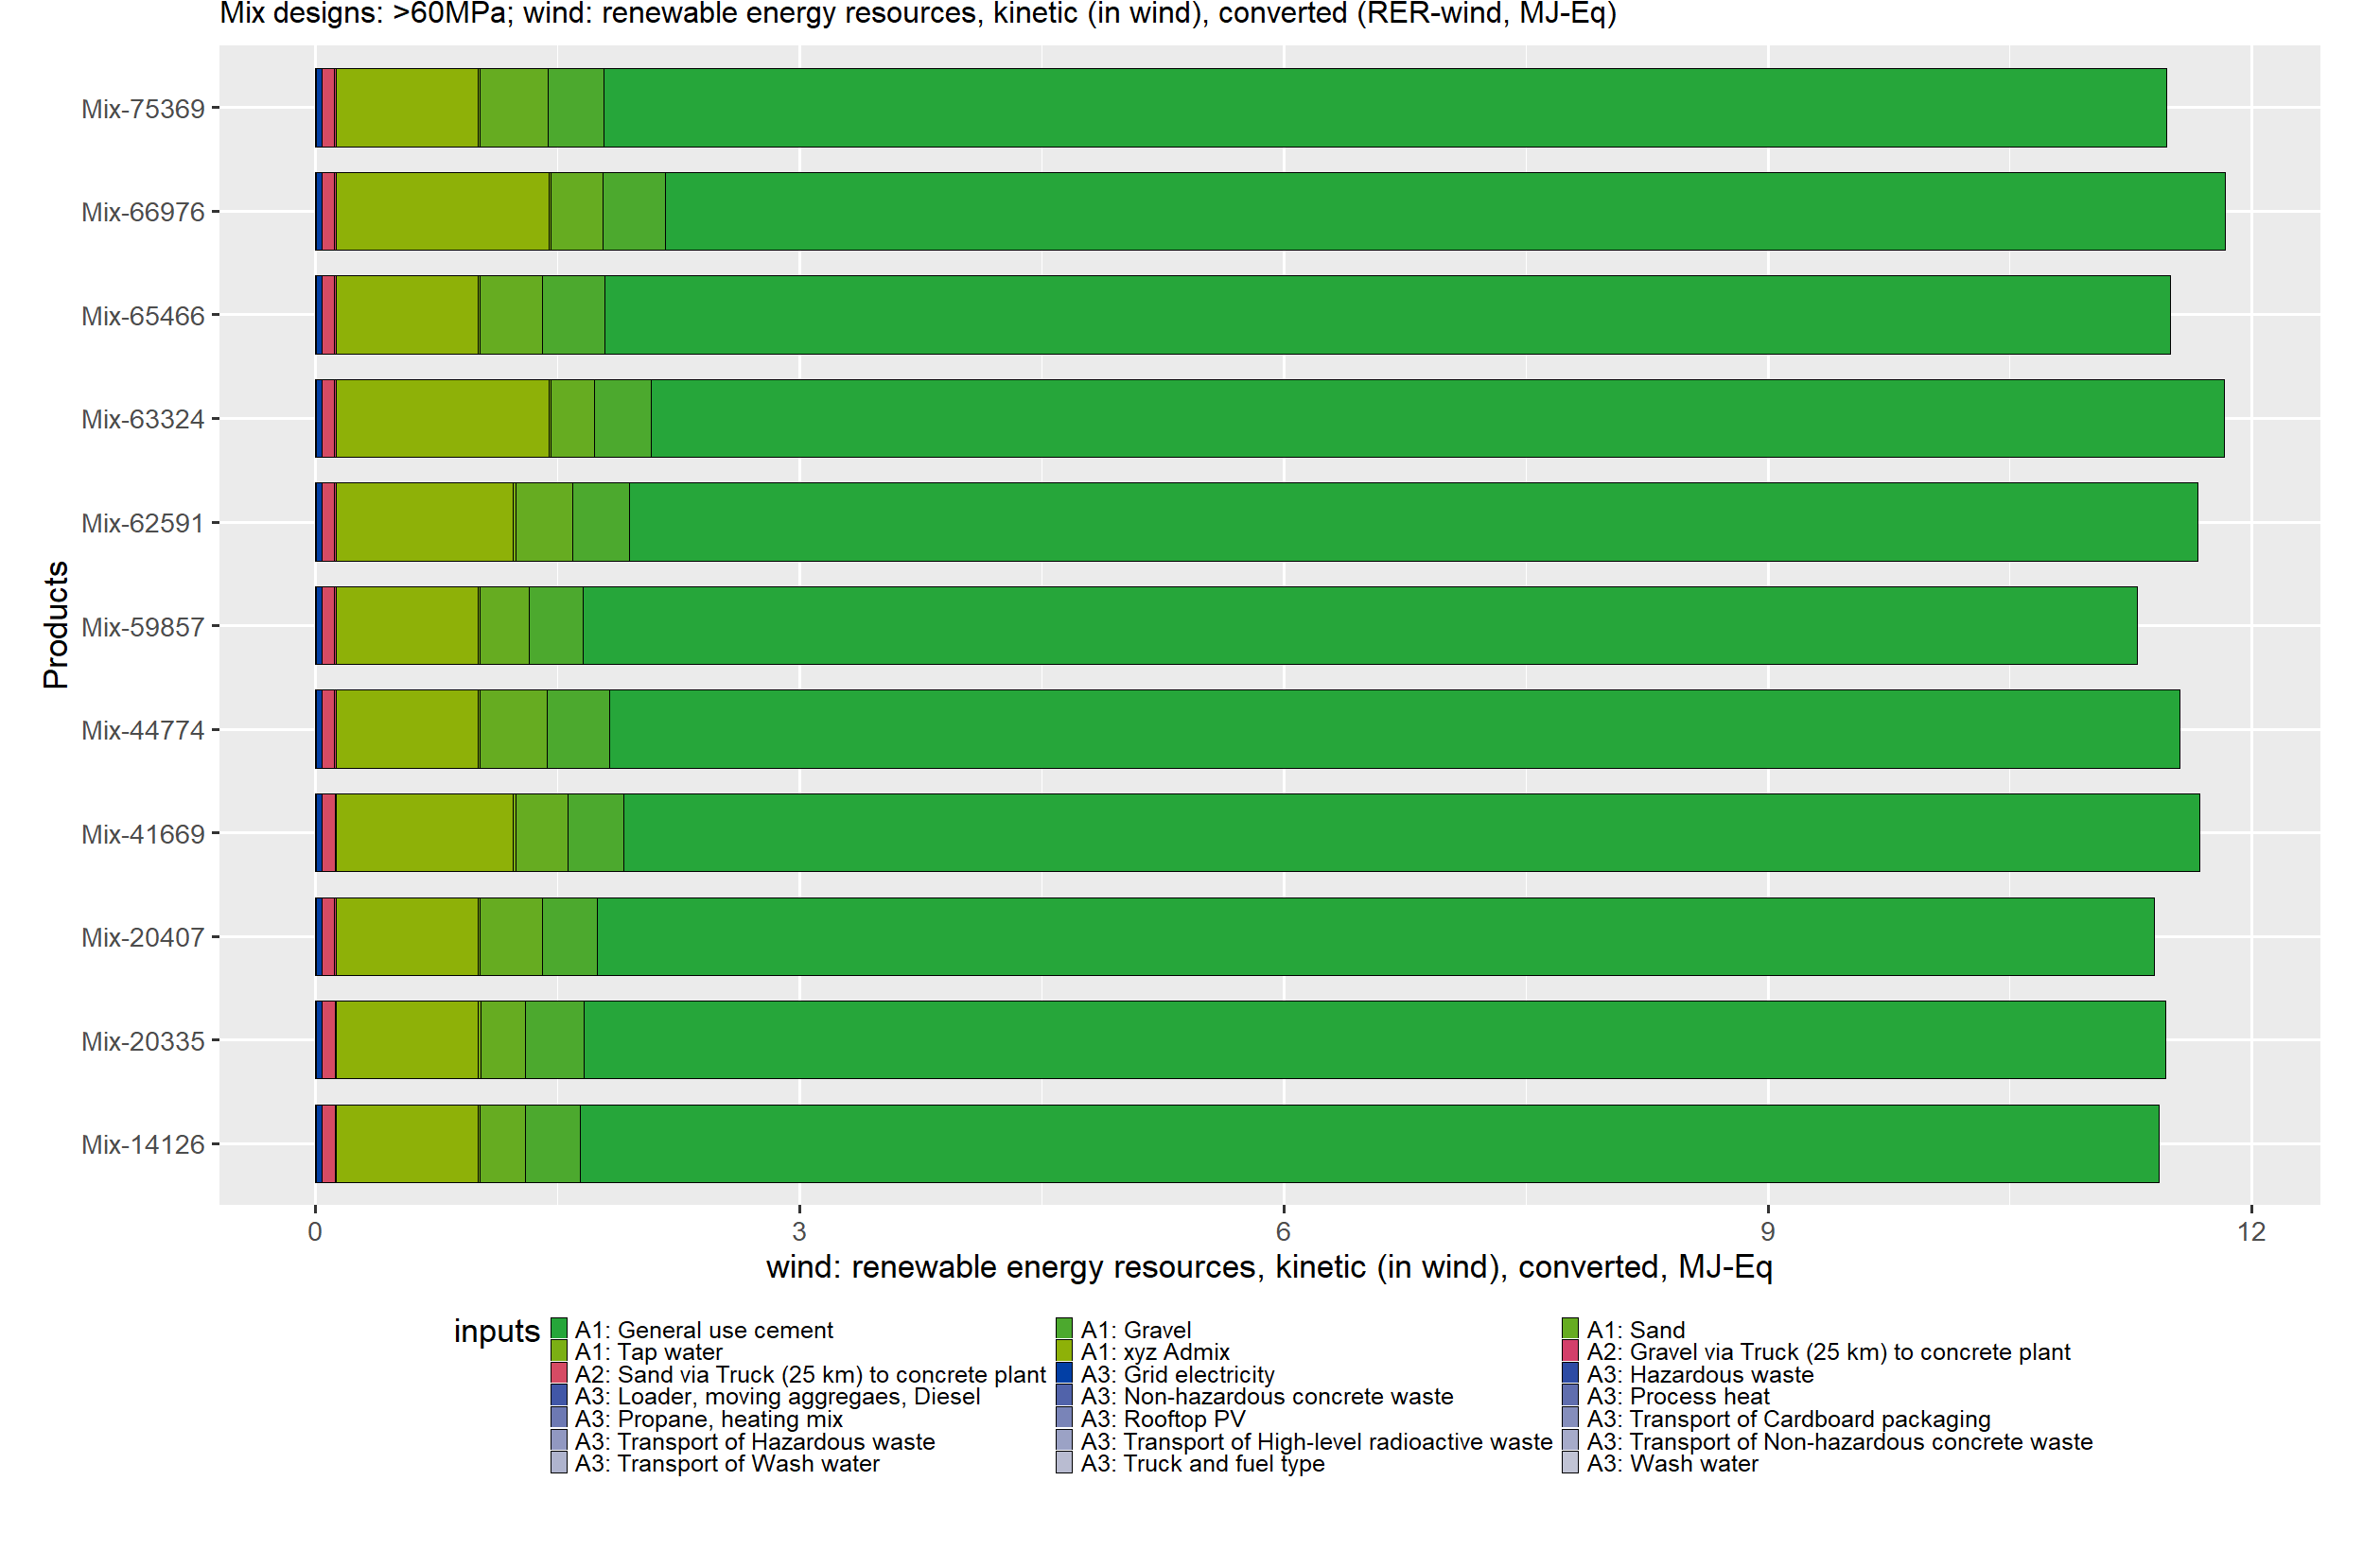 Mix designs: >60MPa; wind: renewable energy resources, kinetic (in wind), converted (RER-wind, MJ-Eq)
Products
Mix-75369
Mix-66976
Mix-65466
Mix-63324
Mix-62591
Mix-59857
Mix-44774
Mix-41669
Mix-20407
Mix-20335
Mix-14126
0 3 6 9 12
wind: renewable energy resources, kinetic (in wind), converted, MJ-Eq
inputs
A1: General use cement A1: Gravel A1: Sand
A1: Tap water A1: xyz Admix A2: Gravel via Truck (25 km) to concrete plant
A2: Sand via Truck (25 km) to concrete plant A3: Grid electricity A3: Hazardous waste
A3: Loader, moving aggregaes, Diesel A3: Non-hazardous concrete waste A3: Process heat
A3: Propane, heating mix A3: Rooftop PV A3: Transport of Cardboard packaging
A3: Transport of Hazardous waste A3: Transport of High-level radioactive waste A3: Transport of Non-hazardous concrete waste
A3: Transport of Wash water A3: Truck and fuel type A3: Wash water